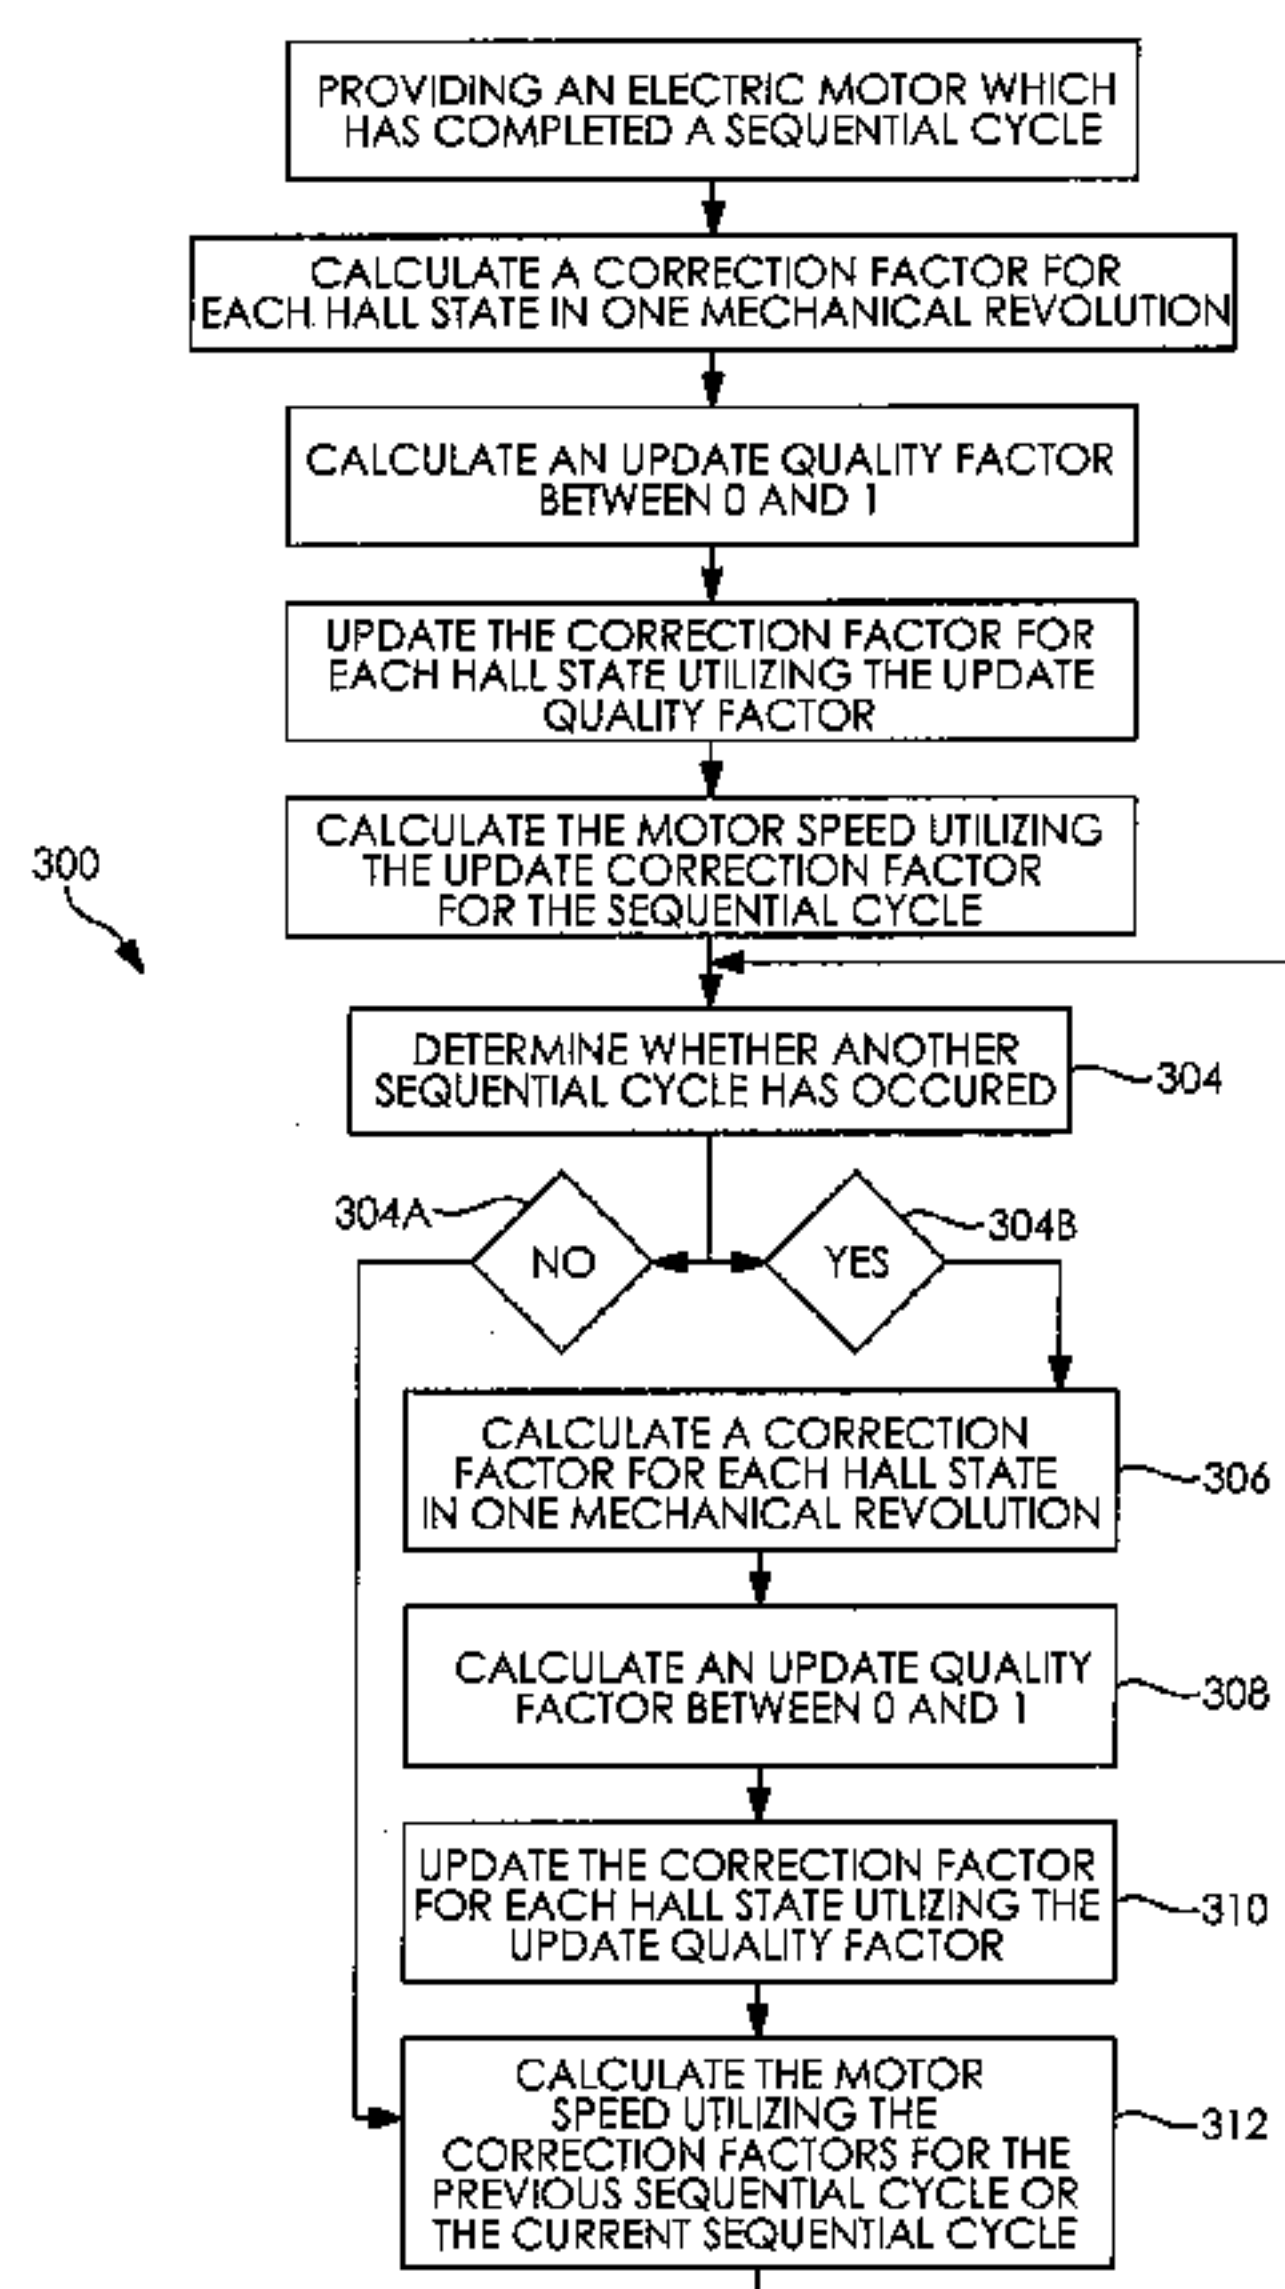 PROVIDING AN ELECTRIC MOTOR WHICH
HAS COMPLETED A SEQUENTIAL CYCLE
CALCULATE A CORRECTION FACTOR FOR
EACH HALL STATE IN ONE MECHANICAL REVOLUTION
CALCULATE AN UPDATE QUALITY FACTOR
BETWEEN 0 AND 1
UPDATE THE CORRECTION FACTOR FOR
EACH HALL STATE UTILIZING THE UPDATE
QUALITY FACTOR
CALCULATE THE MOTOR SPEED UTILIZING
THE UPDATE CORRECTION FACTOR
FOR THE SEQUENTIAL CYCLE
300
DETERMINE WHETHER ANOTHER
SEQUENTIAL CYCLE HAS OCCURED
304
304A
304B
NO
YES
CALCULATE A CORRECTION
FACTOR FOR EACH HALL STATE
IN ONE MECHANICAL REVOLUTION
306
CALCULATE AN UPDATE QUALITY
FACTOR BETWEEN 0 AND 1
308
UPDATE THE CORRECTION FACTOR
FOR EACH HALL STATE UTLIZING THE
UPDATE QUALITY FACTOR
310
CALCULATE THE MOTOR
SPEED UTILIZING THE
CORRECTION FACTORS FOR THE
PREVIOUS SEQUENTIAL CYCLE OR
THE CURRENT SEQUENTIAL CYCLE
312